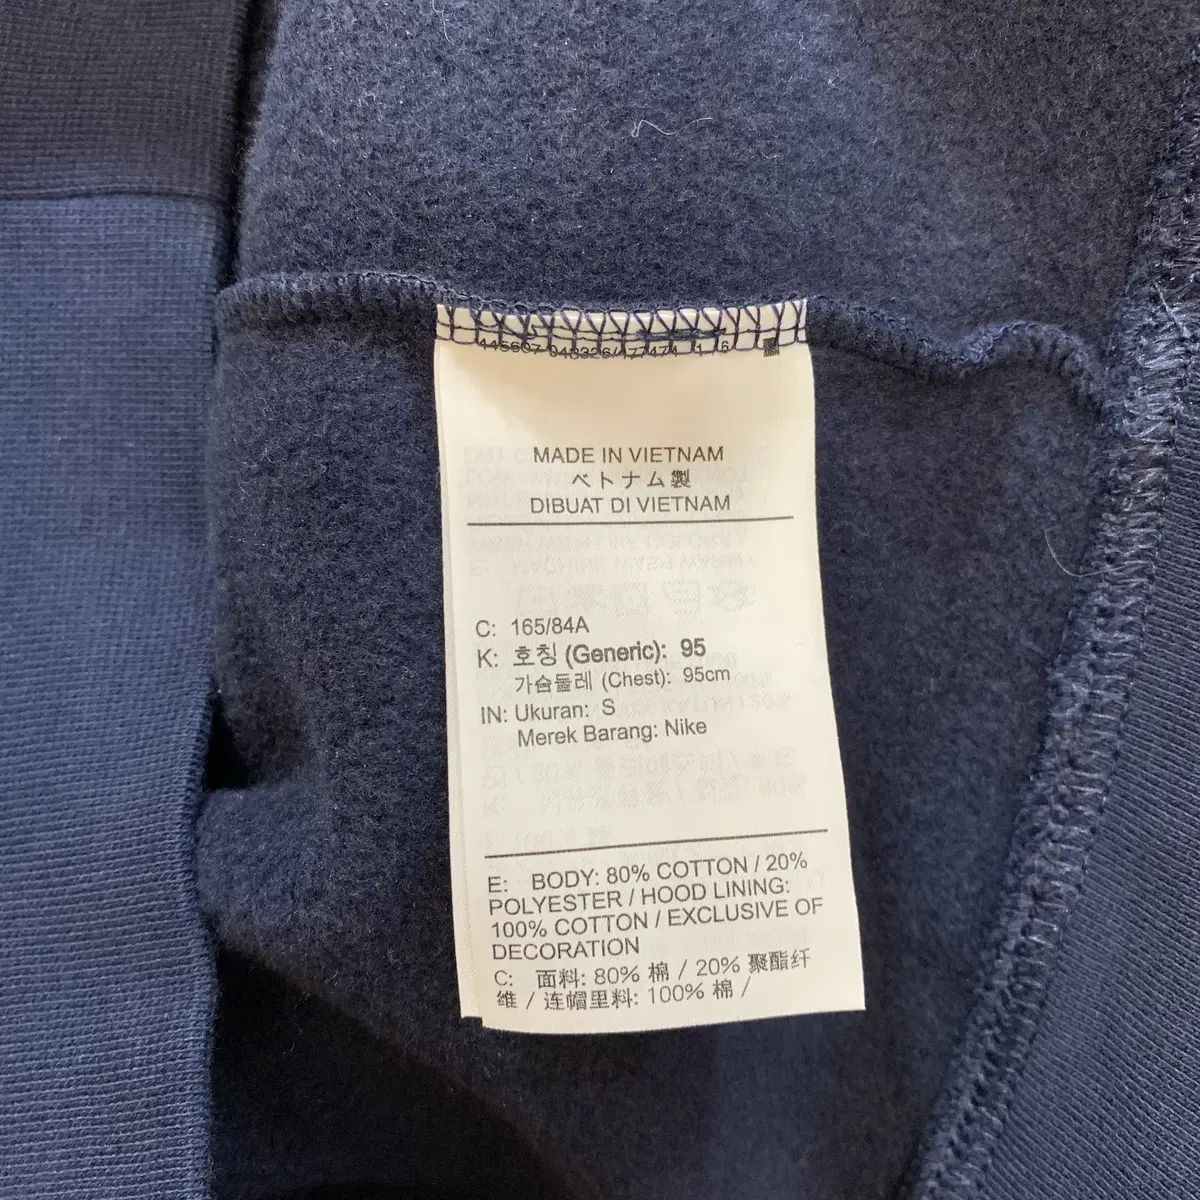 MADE IN VIETNAM
ベトナム製
DIBUAT DI VIETNAM
C: 165/84A
K: 호칭 (Generic): 95
가슴둘레 (Chest): 95cm
IN: Ukuran: S
Merek Barang: Nike
E: BODY: 80% COTTON / 20%
POLYESTER / HOOD LINING:
100% COTTON / EXCLUSIVE OF
DECORATION
C: 面料: 80% 棉 / 20% 聚酯纤
维 / 连帽里料: 100% 棉 /